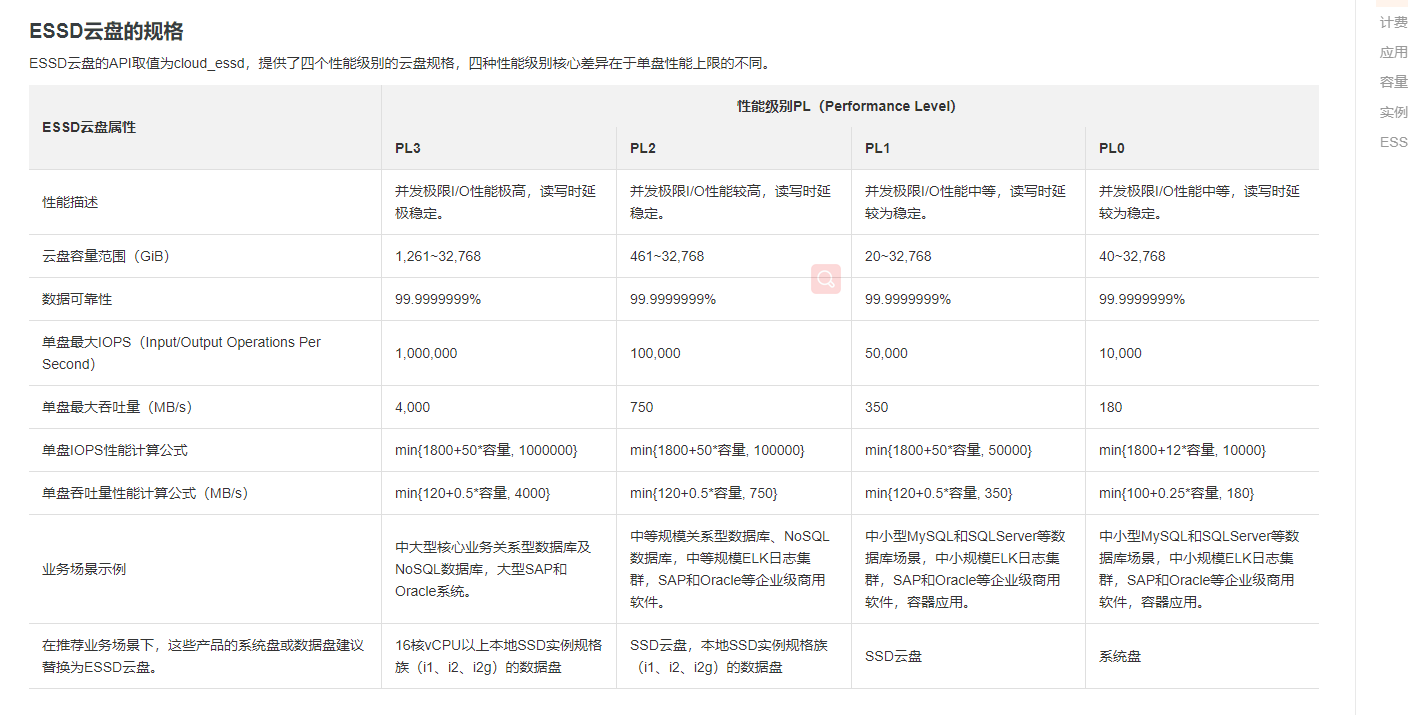 ESSD云盘的规格
ESSD云盘的API取值为cloud_essd，提供了四个性能级别的云盘规格，四种性能级别核心差异在于单盘性能上限的不同。
ESSD云盘属性
性能级别PL（Performance Level）
PL3
PL2
PL1
PL0
性能描述
并发极限I/O性能极高，读写时延
极稳定。
并发极限I/O性能较高，读写时延
稳定。
并发极限I/O性能中等，读写时延
较为稳定。
并发极限I/O性能中等，读写时延
较为稳定。
云盘容量范围（GiB）
1,261~32,768
461~32,768
20~32,768
40~32,768
数据可靠性
99.9999999%
99.9999999%
99.9999999%
99.9999999%
单盘最大IOPS（Input/Output Operations Per
Second）
1,000,000
100,000
50,000
10,000
单盘最大吞吐量（MB/s）
4,000
750
350
180
单盘IOPS性能计算公式
min{1800+50*容量, 1000000}
min{1800+50*容量, 100000}
min{1800+50*容量, 50000}
min{1800+12*容量, 10000}
单盘吞吐量性能计算公式（MB/s）
min{120+0.5*容量, 4000}
min{120+0.5*容量, 750}
min{120+0.5*容量, 350}
min{100+0.25*容量, 180}
业务场景示例
中大型核心业务关系型数据库及
NoSQL数据库，大型SAP和
Oracle系统。
中等规模关系型数据库、NoSQL
数据库，中等规模ELK日志集
群，SAP和Oracle等企业级商用
软件。
中小型MySQL和SQLServer等数
据库场景，中小规模ELK日志集
群，SAP和Oracle等企业级商用
软件，容器应用。
中小型MySQL和SQLServer等数
据库场景，中小规模ELK日志集
群，SAP和Oracle等企业级商用
软件，容器应用。
在推荐业务场景下，这些产品的系统盘或数据盘建议
替换为ESSD云盘。
16核vCPU以上本地SSD实例规格
族（i1、i2、i2g）的数据盘
SSD云盘，本地SSD实例规格族
（i1、i2、i2g）的数据盘
SSD云盘
系统盘
计费
应用
容量
实例
ESS